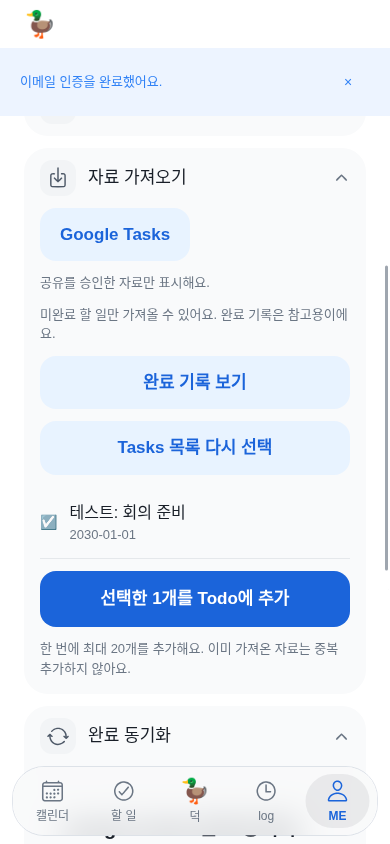 이메일 인증을 완료했어요.
×
자료 가져오기
Google Tasks
공유를 승인한 자료만 표시해요.
미완료 할 일만 가져올 수 있어요. 완료 기록은 참고용이에
요.
완료 기록 보기
Tasks 목록 다시 선택
테스트: 회의 준비
2030-01-01
선택한 1개를 Todo에 추가
한 번에 최대 20개를 추가해요. 이미 가져온 자료는 중복
추가하지 않아요.
완료 동기화
캘린더
할 일
덕
log
ME